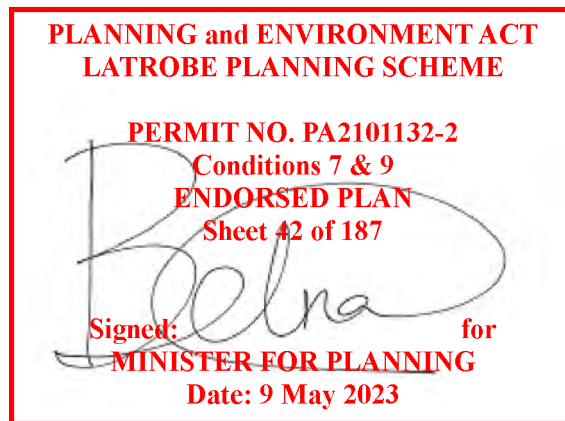 PLANNING and ENVIRONMENT ACT
LATROBE PLANNING SCHEME
PERMIT NO. PA2101132-2
Conditions 7 & 9
ENDORSED PLAN
Sheet 42 of 187
Signed: for
MINISTER FOR PLANNING
Date: 9 May 2023